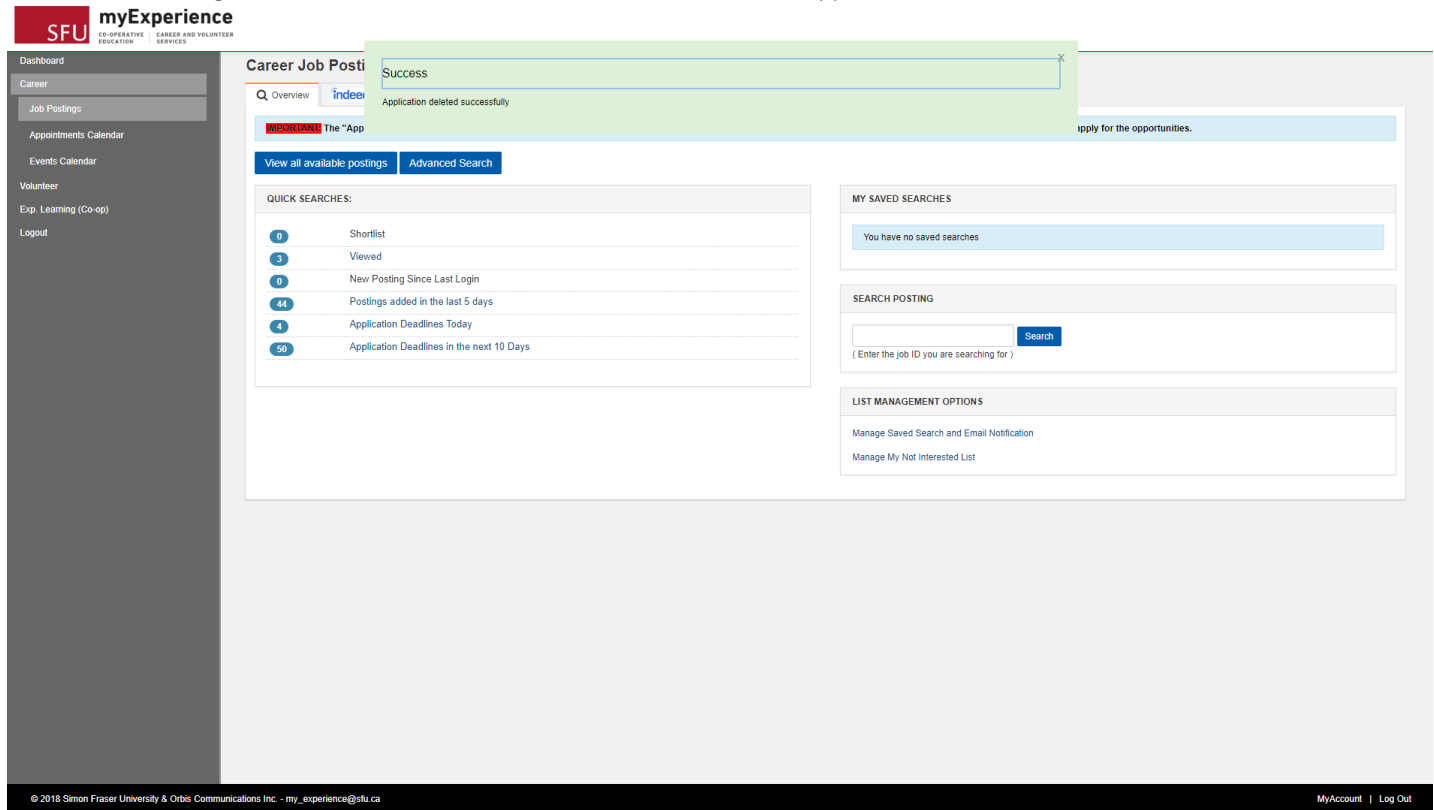 SFU
myExperience
CO-OPERATIVE EDUCATION | CAREER AND VOLUNTEER SERVICES
Dashboard
Career
Job Postings
Appointments Calendar
Events Calendar
Volunteer
Exp. Learning (Co-op)
Logout
Career Job Posti
Success
X
Application deleted successfully
Overview
indee
IMPORTANT: The "App
apply for the opportunities.
View all available postings
Advanced Search
QUICK SEARCHES:
0 Shortlist
3 Viewed
0 New Posting Since Last Login
44 Postings added in the last 5 days
4 Application Deadlines Today
50 Application Deadlines in the next 10 Days
MY SAVED SEARCHES
You have no saved searches
SEARCH POSTING
Search
( Enter the job ID you are searching for )
LIST MANAGEMENT OPTIONS
Manage Saved Search and Email Notification
Manage My Not Interested List
© 2018 Simon Fraser University & Orbis Communications Inc. - my_experience@sfu.ca
MyAccount | Log Out